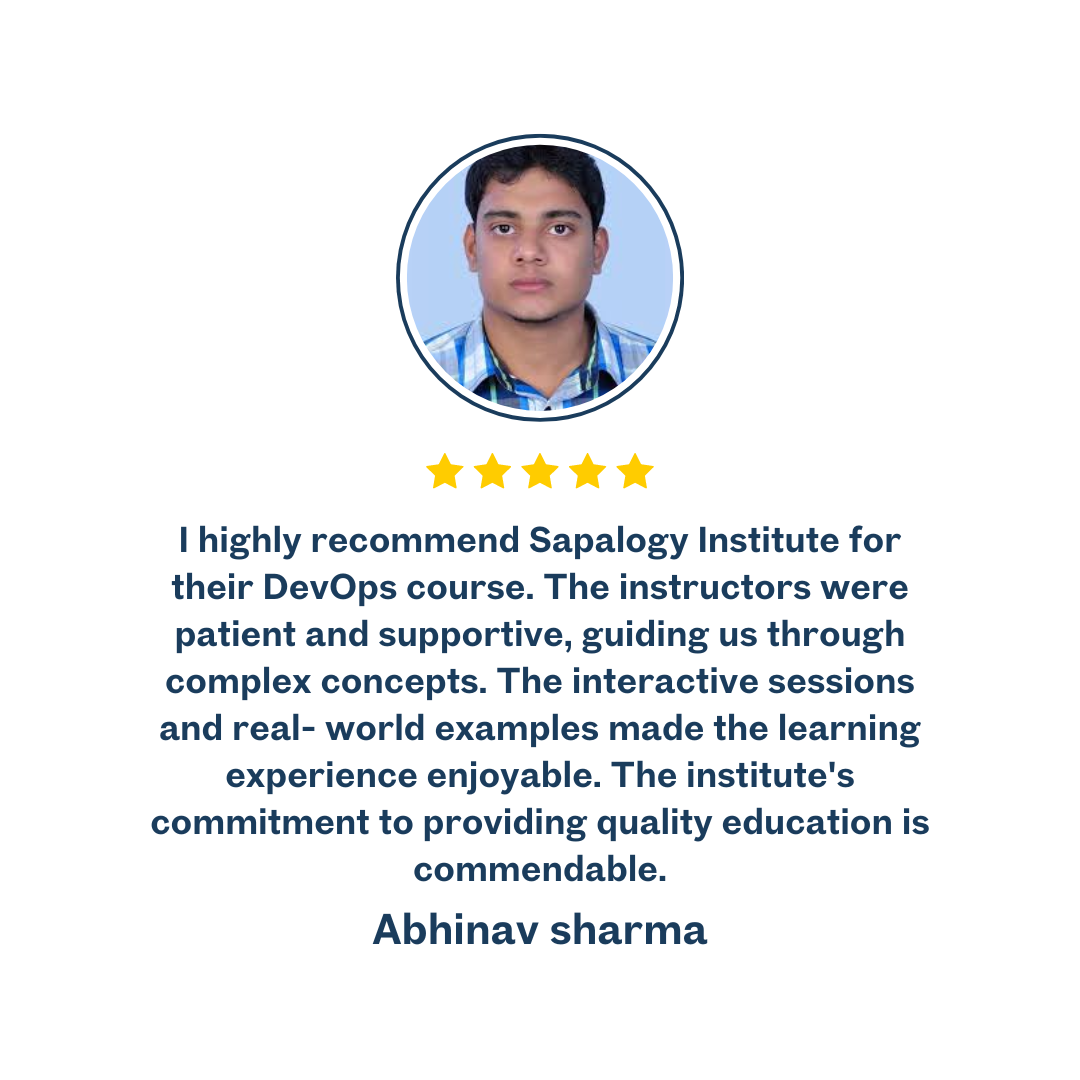 I highly recommend Sapalogy Institute for
their DevOps course. The instructors were
patient and supportive, guiding us through
complex concepts. The interactive sessions
and real- world examples made the learning
experience enjoyable. The institute's
commitment to providing quality education is
commendable.
Abhinav sharma